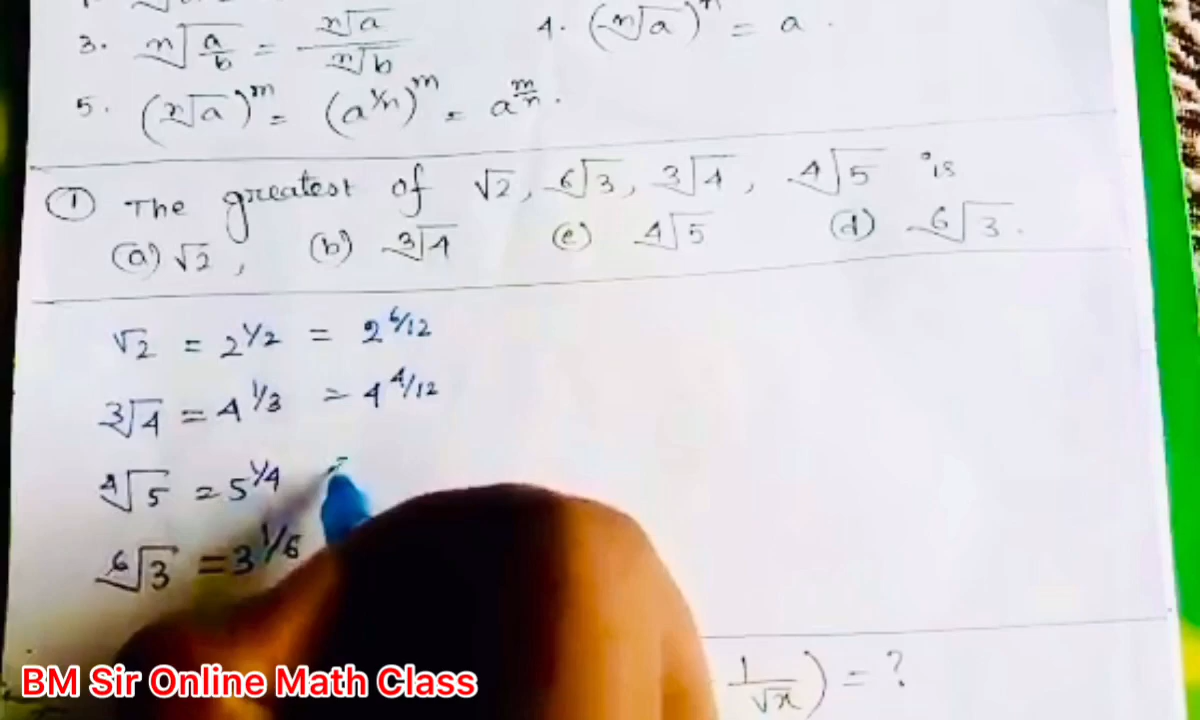 3. ⁿ√(a/b) = ⁿ√a / ⁿ√b 4. (ⁿ√a)ⁿ = a.
5. (ⁿ√a)^m = (a^1/n)^m = a^m/n.
① The greatest of √2, ⁶√3, ³√4, ⁴√5 is
(a) √2, (b) ³√4 (c) ⁴√5 (d) ⁶√3.
√2 = 2^1/2 = 2^6/12
³√4 = 4^1/3 = 4^4/12
⁴√5 = 5^1/4 =
⁶√3 = 3^1/6
1/√x) = ?
BM Sir Online Math Class